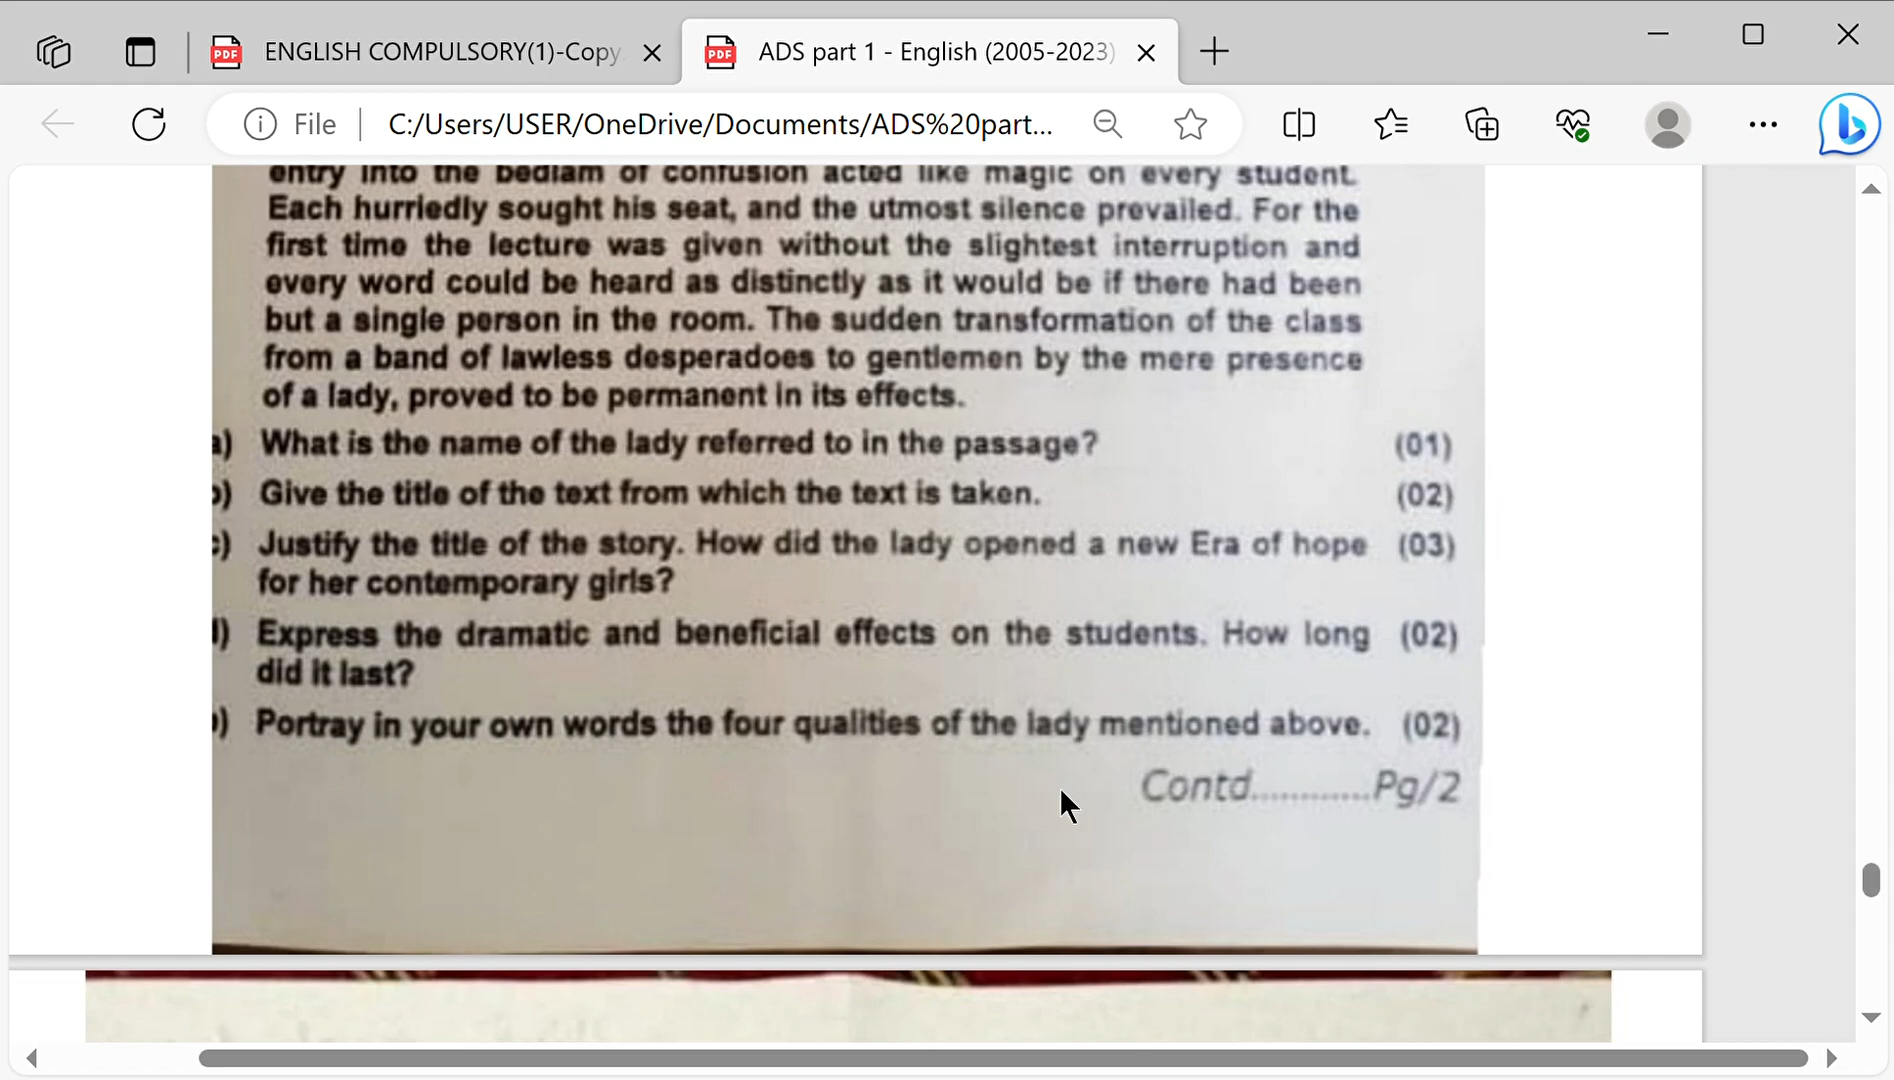 ENGLISH COMPULSORY(1)-Copy
ADS part 1 - English (2005-2023)
File
C:/Users/USER/OneDrive/Documents/ADS%20part...
entry into the bedlam of confusion acted like magic on every student.
Each hurriedly sought his seat, and the utmost silence prevailed. For the
first time the lecture was given without the slightest interruption and
every word could be heard as distinctly as it would be if there had been
but a single person in the room. The sudden transformation of the class
from a band of lawless desperadoes to gentlemen by the mere presence
of a lady, proved to be permanent in its effects.
a) What is the name of the lady referred to in the passage? (01)
b) Give the title of the text from which the text is taken. (02)
c) Justify the title of the story. How did the lady opened a new Era of hope (03)
for her contemporary girls?
d) Express the dramatic and beneficial effects on the students. How long (02)
did it last?
) Portray in your own words the four qualities of the lady mentioned above. (02)
Contd............Pg/2